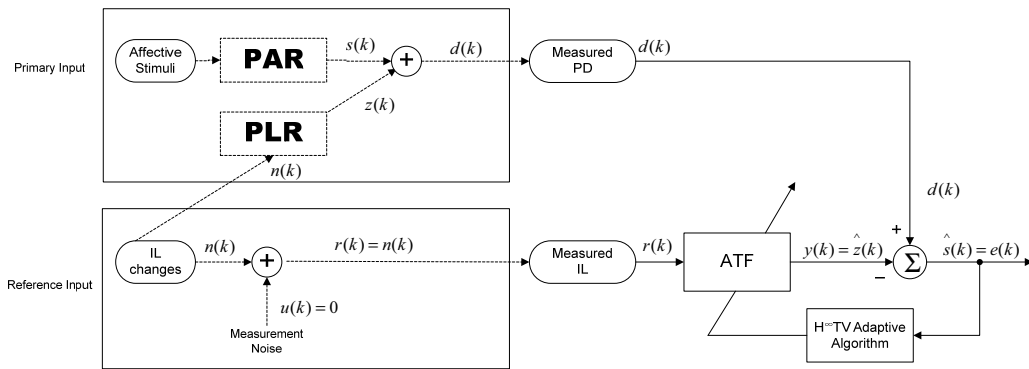 Primary Input
Affective
Stimuli
PAR
s(k)
+
d(k)
Measured
PD
d(k)
z(k)
PLR
n(k)
d(k)
Reference Input
IL
changes
n(k)
+
r(k) = n(k)
Measured
IL
r(k)
ATF
y(k) = ẑ(k)
+
−
Σ
ŝ(k) = e(k)
u(k) = 0
Measurement
Noise
H∞TV Adaptive
Algorithm